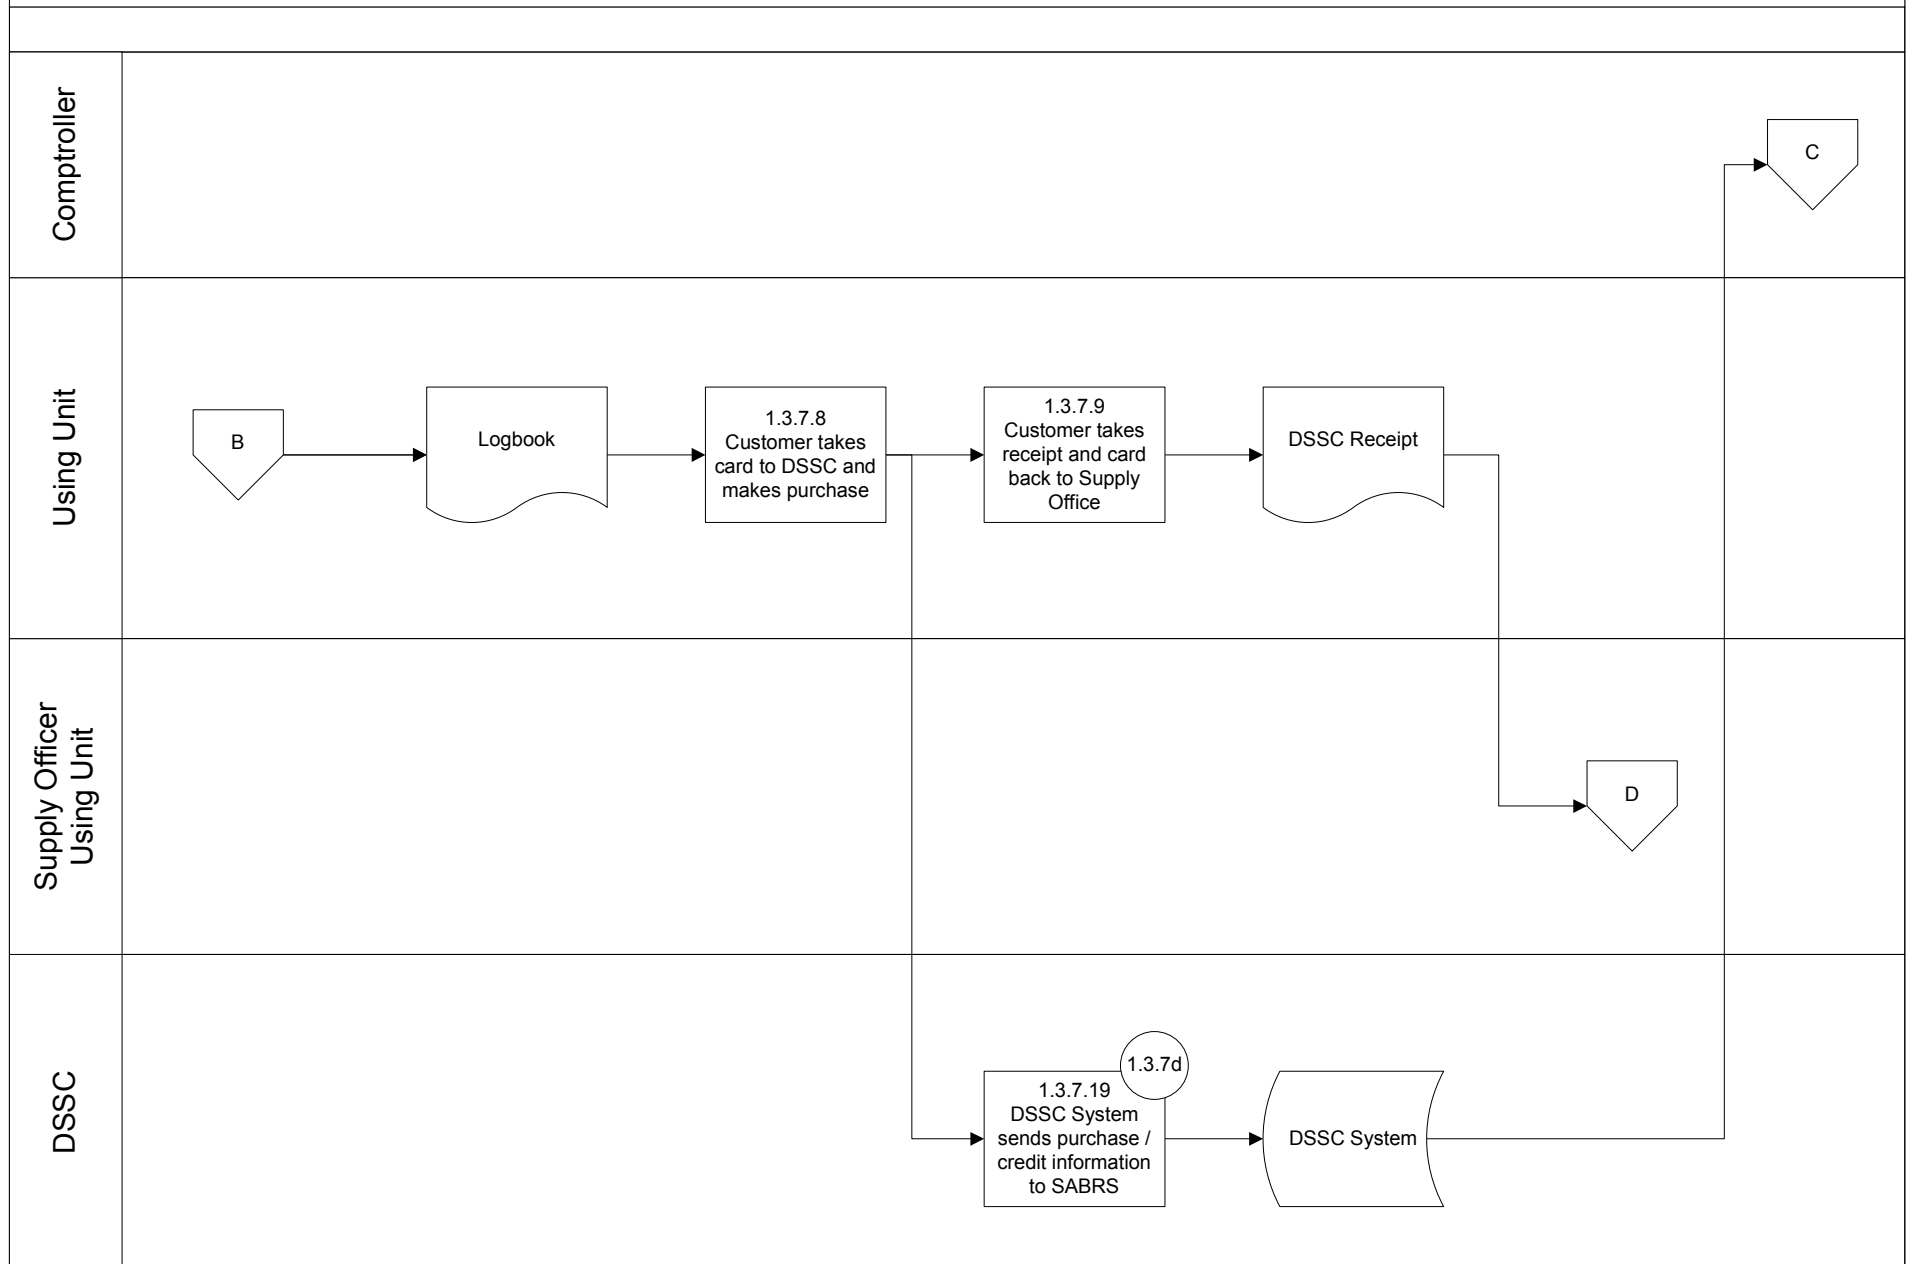 Comptroller
C
Using Unit
B
Logbook
1.3.7.8
Customer takes
card to DSSC and
makes purchase
1.3.7.9
Customer takes
receipt and card
back to Supply
Office
DSSC Receipt
Supply Officer
Using Unit
D
DSSC
1.3.7d
1.3.7.19
DSSC System
sends purchase /
credit information
to SABRS
DSSC System